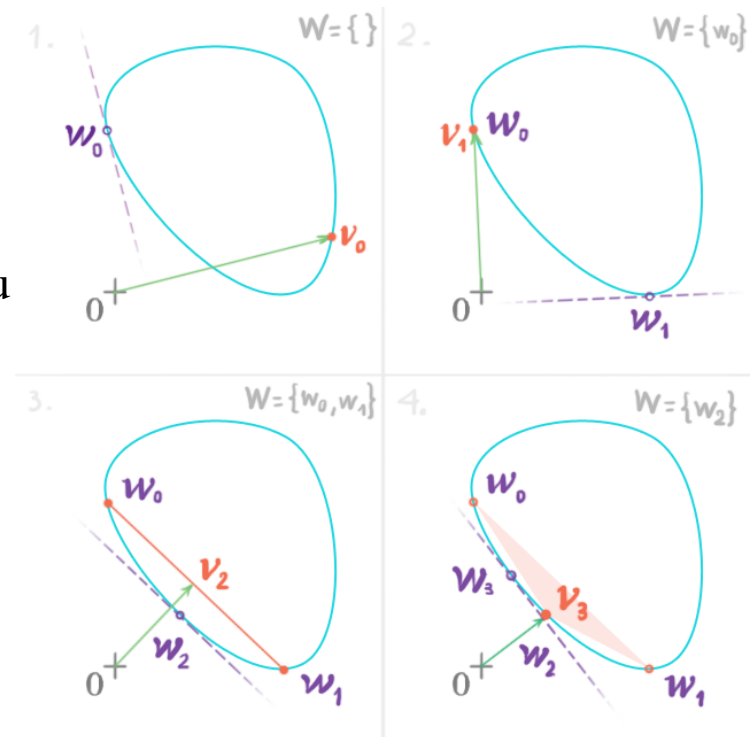 1.
W={}
w₀
v₀
0
2.
W={w₀}
v₁ w₀
0
w₁
u
3.
W={w₀,w₁}
w₀
v₂
w₂
0
w₁
4.
W={w₂}
w₀
w₃
v₃
w₂
0
w₁